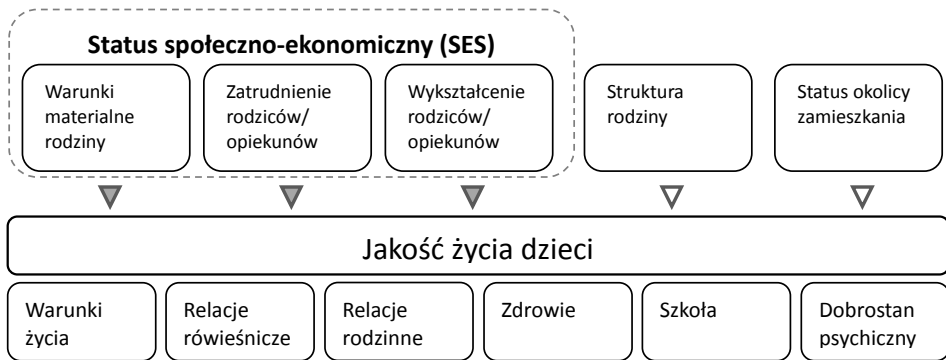 Status społeczno-ekonomiczny (SES)
Warunki
materialne
rodziny
Zatrudnienie
rodziców/
opiekunów
Wykształcenie
rodziców/
opiekunów
Struktura
rodziny
Status okolicy
zamieszkania
Jakość życia dzieci
Warunki
życia
Relacje
rówieśnicze
Relacje
rodzinne
Zdrowie
Szkoła
Dobrostan
psychiczny